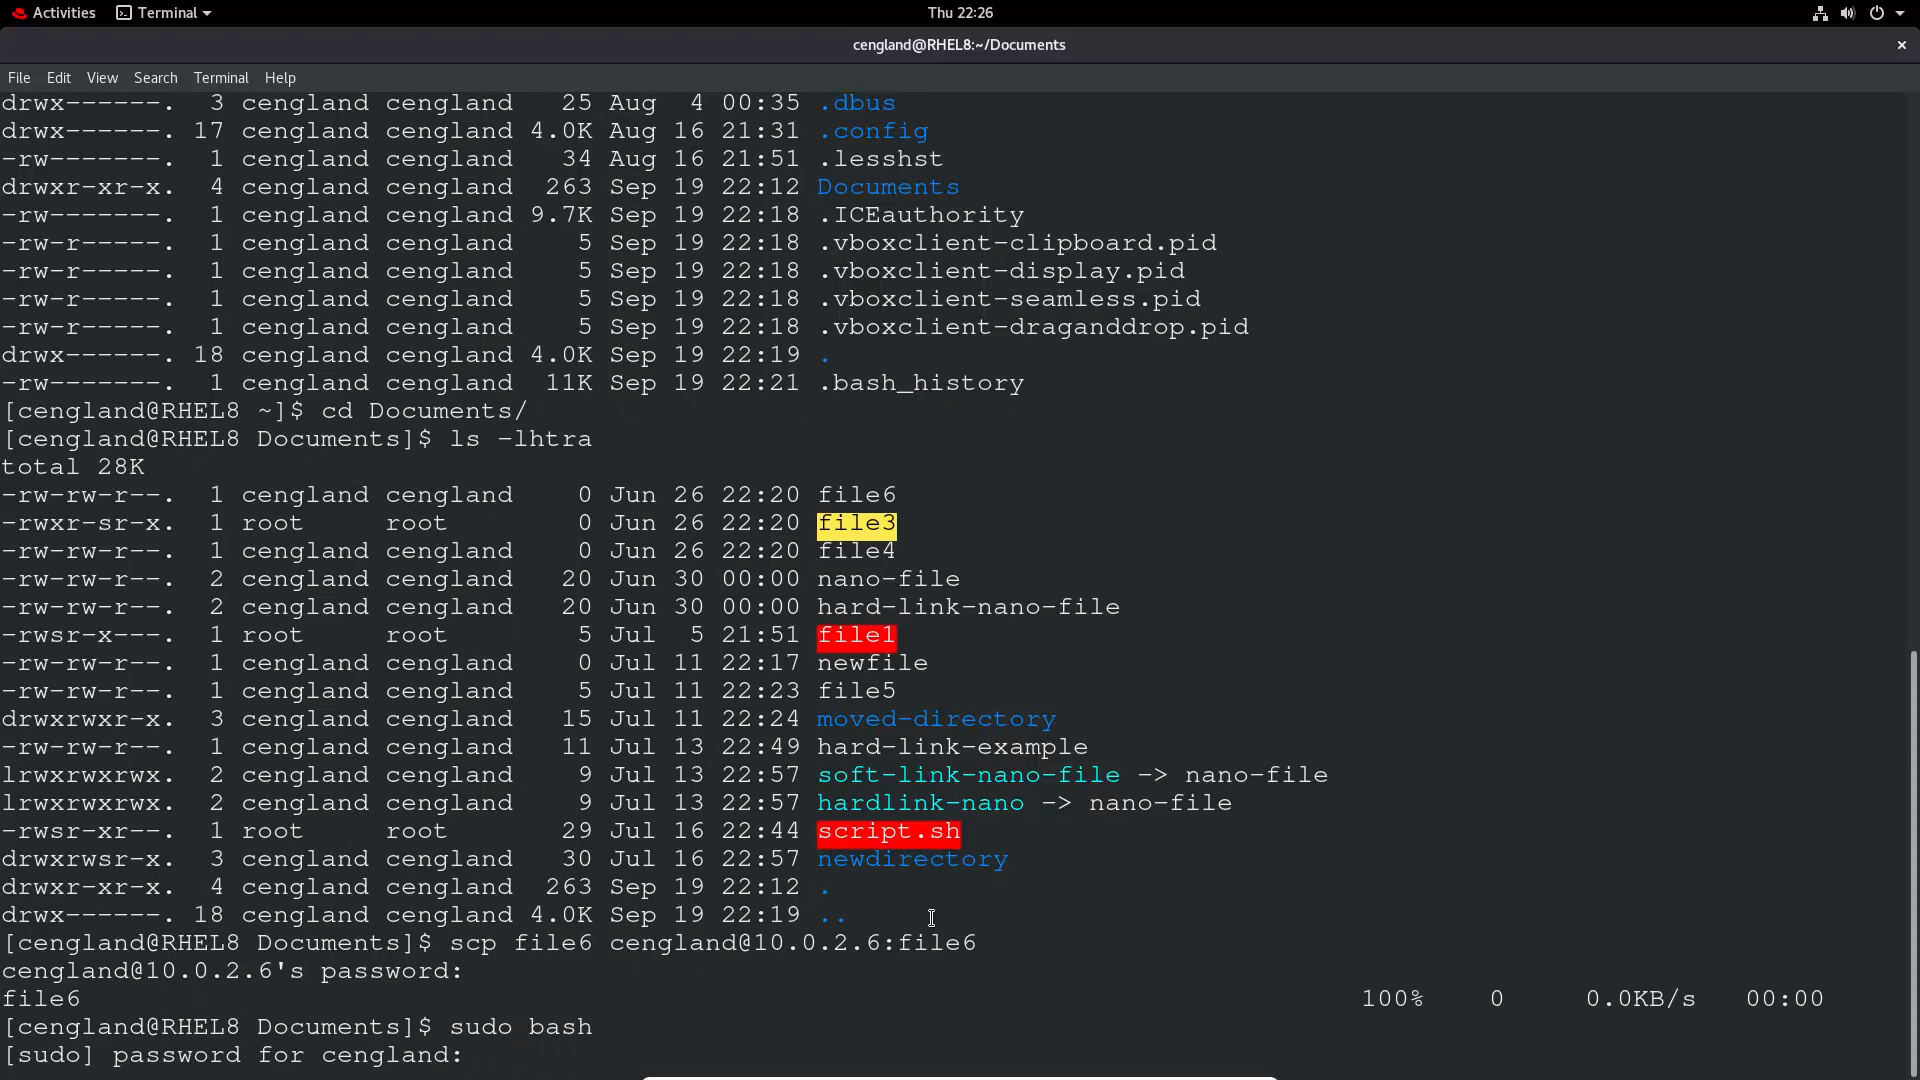 Activities Terminal Thu 22:26
cengland@RHEL8:~/Documents
File Edit View Search Terminal Help
drwx------. 3 cengland cengland 25 Aug 4 00:35 .dbus
drwx------. 17 cengland cengland 4.0K Aug 16 21:31 .config
-rw-------. 1 cengland cengland 34 Aug 16 21:51 .lesshst
drwxr-xr-x. 4 cengland cengland 263 Sep 19 22:12 Documents
-rw-------. 1 cengland cengland 9.7K Sep 19 22:18 .ICEauthority
-rw-r-----. 1 cengland cengland 5 Sep 19 22:18 .vboxclient-clipboard.pid
-rw-r-----. 1 cengland cengland 5 Sep 19 22:18 .vboxclient-display.pid
-rw-r-----. 1 cengland cengland 5 Sep 19 22:18 .vboxclient-seamless.pid
-rw-r-----. 1 cengland cengland 5 Sep 19 22:18 .vboxclient-draganddrop.pid
drwx------. 18 cengland cengland 4.0K Sep 19 22:19 .
-rw-------. 1 cengland cengland 11K Sep 19 22:21 .bash_history
[cengland@RHEL8 ~]$ cd Documents/
[cengland@RHEL8 Documents]$ ls -lhtra
total 28K
-rw-rw-r--. 1 cengland cengland 0 Jun 26 22:20 file6
-rwxr-sr-x. 1 root root 0 Jun 26 22:20 file3
-rw-rw-r--. 1 cengland cengland 0 Jun 26 22:20 file4
-rw-rw-r--. 2 cengland cengland 20 Jun 30 00:00 nano-file
-rw-rw-r--. 2 cengland cengland 20 Jun 30 00:00 hard-link-nano-file
-rwsr-x---. 1 root root 5 Jul 5 21:51 file1
-rw-rw-r--. 1 cengland cengland 0 Jul 11 22:17 newfile
-rw-rw-r--. 1 cengland cengland 5 Jul 11 22:23 file5
drwxrwxr-x. 3 cengland cengland 15 Jul 11 22:24 moved-directory
-rw-rw-r--. 1 cengland cengland 11 Jul 13 22:49 hard-link-example
lrwxrwxrwx. 2 cengland cengland 9 Jul 13 22:57 soft-link-nano-file -> nano-file
lrwxrwxrwx. 2 cengland cengland 9 Jul 13 22:57 hardlink-nano -> nano-file
-rwsr-xr-x. 1 root root 29 Jul 16 22:44 script.sh
drwxrwsr-x. 3 cengland cengland 30 Jul 16 22:57 newdirectory
drwxr-xr-x. 4 cengland cengland 263 Sep 19 22:12 .
drwx------. 18 cengland cengland 4.0K Sep 19 22:19 ..
[cengland@RHEL8 Documents]$ scp file6 cengland@10.0.2.6:file6
cengland@10.0.2.6's password:
file6 100% 0 0.0KB/s 00:00
[cengland@RHEL8 Documents]$ sudo bash
[sudo] password for cengland: